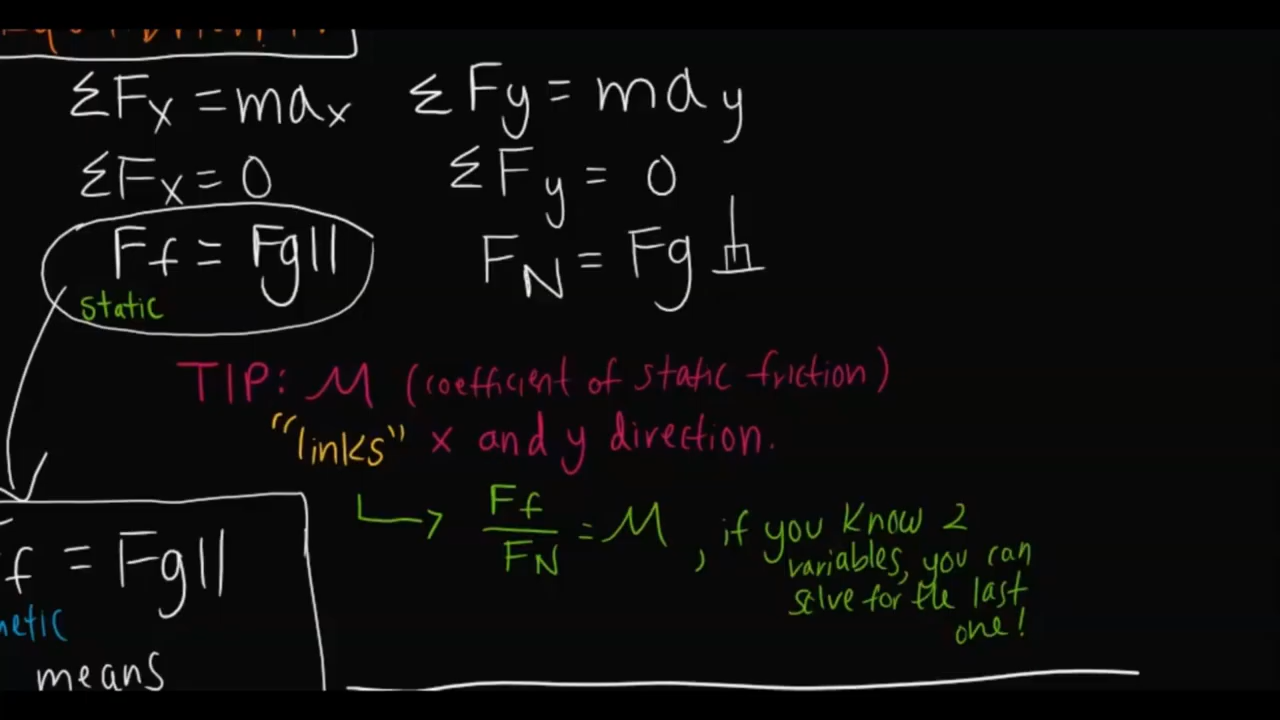 ΣFx = max ΣFy = may
ΣFx = 0 ΣFy = 0
Ff = Fg|| FN = Fg⊥
static
TIP: M (coefficient of static friction)
"links" x and y direction.
Ff/FN = M, if you know 2
variables, you can
solve for the last
one!
f = Fg||
netic
means